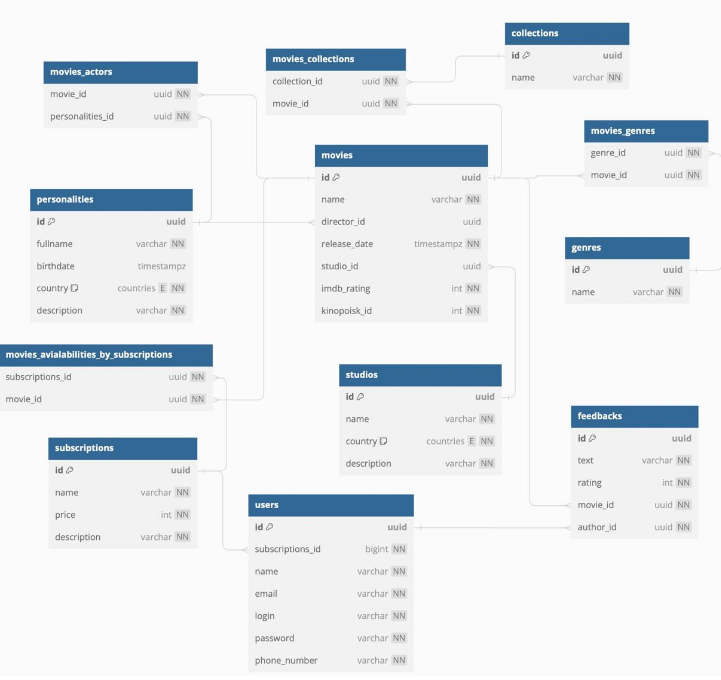 collections
id uuid
name varchar NN
movies_collections
collection_id uuid NN
movie_id uuid NN
movies_actors
movie_id uuid NN
personalities_id uuid NN
movies_genres
genre_id uuid NN
movie_id uuid NN
movies
id uuid
name varchar NN
director_id uuid
release_date timestampz NN
studio_id uuid
imdb_rating int NN
kinopoisk_id int NN
personalities
id uuid
fullname varchar NN
birthdate timestampz
country countries E NN
description varchar NN
genres
id uuid
name varchar NN
movies_avialabilities_by_subscriptions
subscriptions_id uuid NN
movie_id uuid NN
studios
id uuid
name varchar NN
country countries E NN
description varchar NN
feedbacks
id uuid
text varchar NN
rating int NN
movie_id uuid NN
author_id uuid NN
subscriptions
id uuid
name varchar NN
price int NN
description varchar NN
users
id uuid
subscriptions_id bigint NN
name varchar NN
email varchar NN
login varchar NN
password varchar NN
phone_number varchar NN